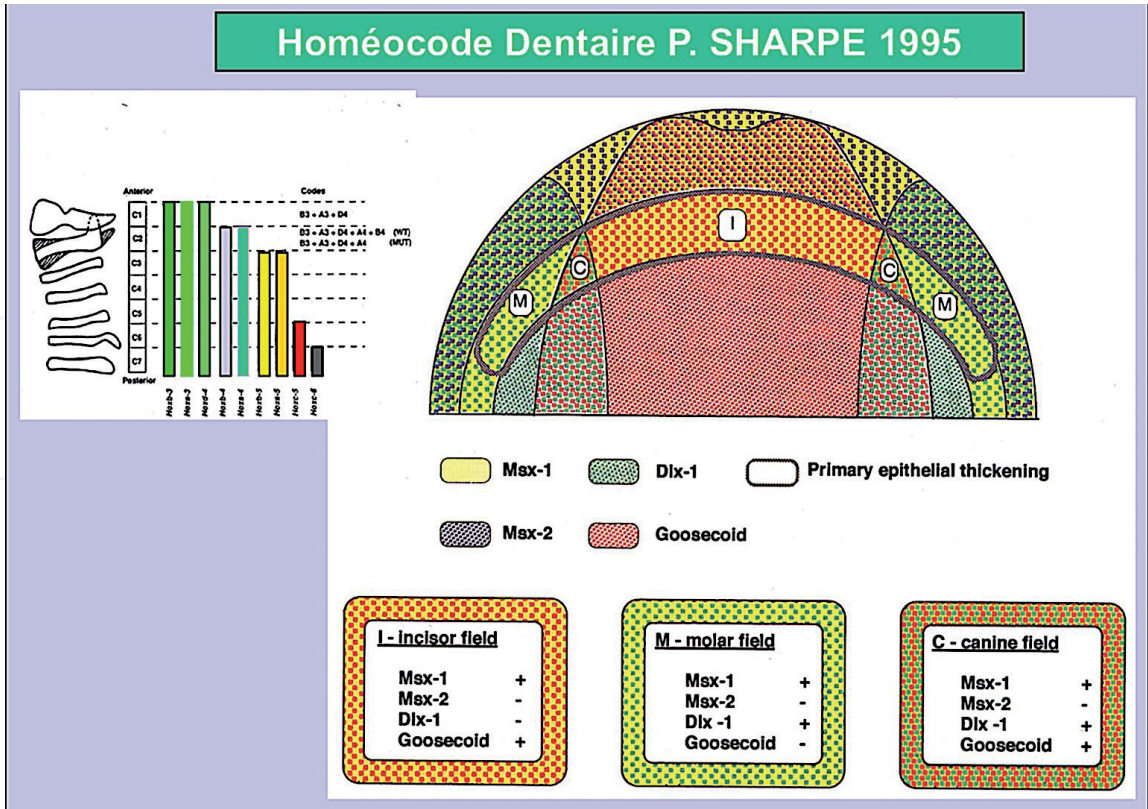 Homéocode Dentaire P. SHARPE 1995
Anterior
Codes
C1
B3 + A3 + D4
C2
B3 + A3 + D4 + A4 + B4 (WT)
B3 + A3 + D4 + A4 (MUT)
C3
C4
C5
C6
C7
Posterior
Hoxb-3
Hoxa-3
Hoxd-4
Hoxb-4
Hoxa-4
Hoxb-5
Hoxa-5
Hoxc-5
Hoxc-6
I
C
C
M
M
Msx-1
Dlx-1
Primary epithelial thickening
Msx-2
Goosecoid
I - incisor field
Msx-1 +
Msx-2 -
Dlx-1 -
Goosecoid +
M - molar field
Msx-1 +
Msx-2 -
Dlx -1 +
Goosecoid -
C - canine field
Msx-1 +
Msx-2 -
Dlx -1 +
Goosecoid +